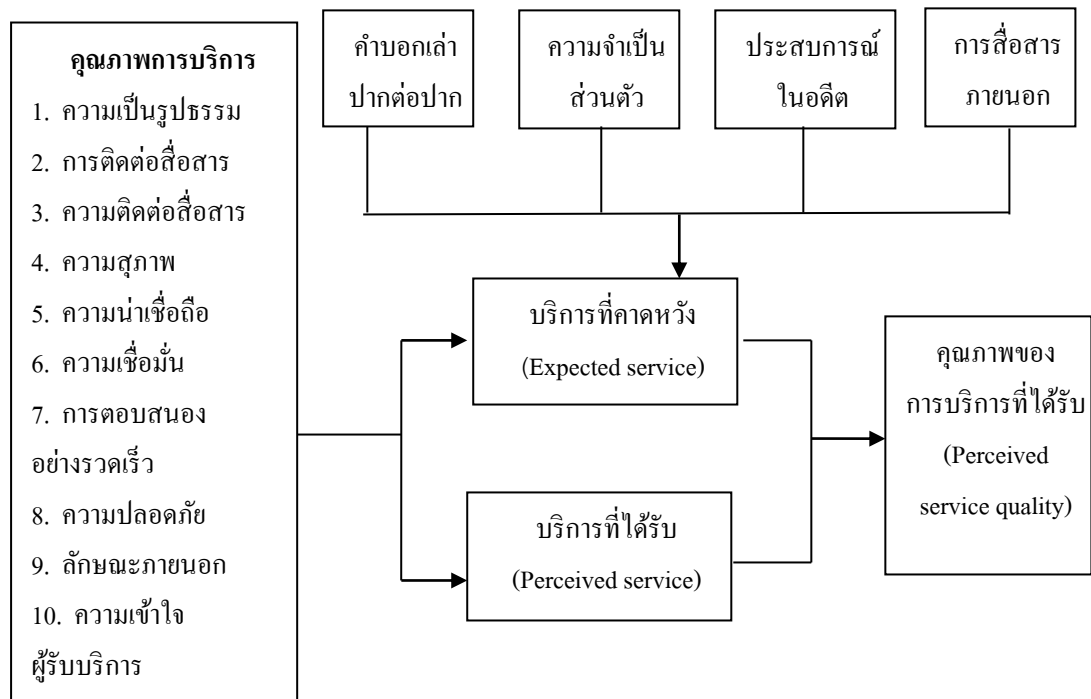 คุณภาพการบริการ
1. ความเป็นรูปธรรม
2. การติดต่อสื่อสาร
3. ความติดต่อสื่อสาร
4. ความสุภาพ
5. ความน่าเชื่อถือ
6. ความเชื่อมั่น
7. การตอบสนอง
อย่างรวดเร็ว
8. ความปลอดภัย
9. ลักษณะภายนอก
10. ความเข้าใจ
ผู้รับบริการ
คำบอกเล่า
ปากต่อปาก
ความจำเป็น
ส่วนตัว
ประสบการณ์
ในอดีต
การสื่อสาร
ภายนอก
บริการที่คาดหวัง
(Expected service)
บริการที่ได้รับ
(Perceived service)
คุณภาพของ
การบริการที่ได้รับ
(Perceived
service quality)